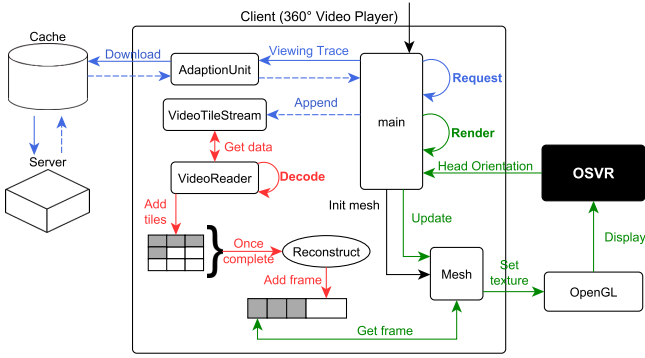 Client (360° Video Player)
Cache
Download
AdaptionUnit
Viewing Trace
Request
VideoTileStream
Append
main
Render
Get data
Server
VideoReader
Decode
Head Orientation
OSVR
Add
tiles
Init mesh
Update
Once
complete
Reconstruct
Display
Add frame
Mesh
Set
texture
OpenGL
Get frame